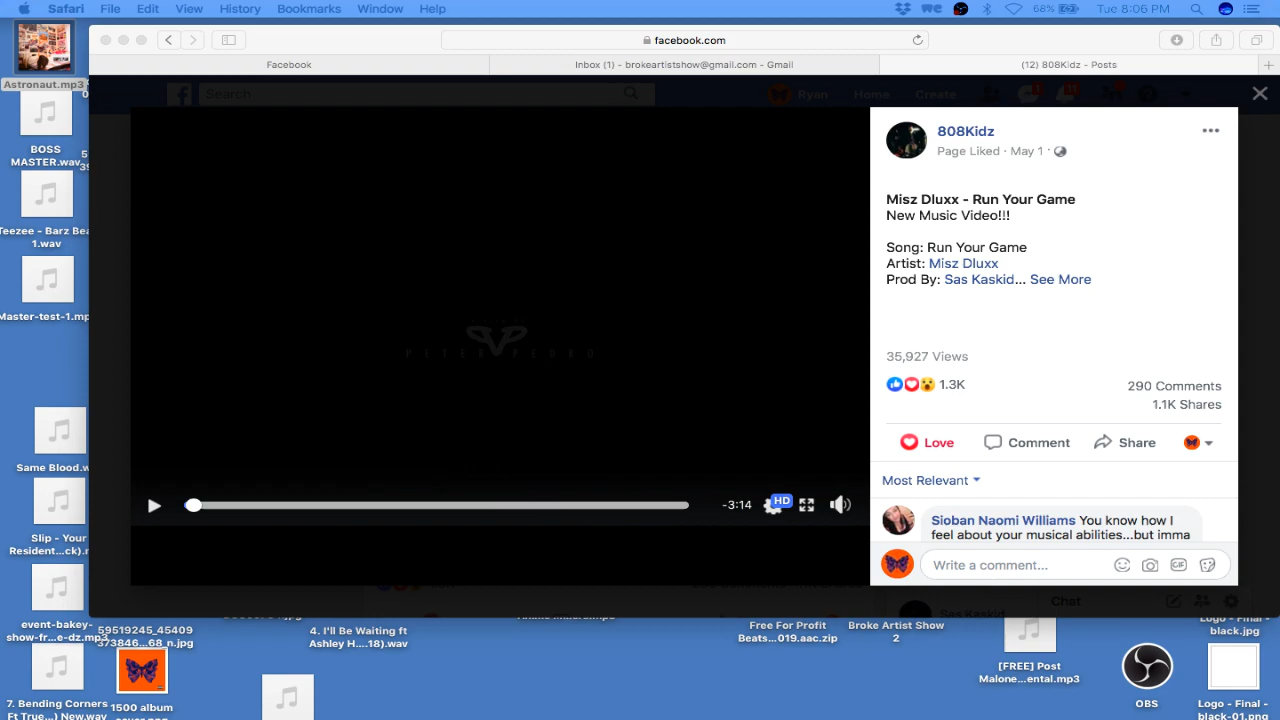 Safari File Edit View History Bookmarks Window Help 68% Tue 8:06 PM
facebook.com
Facebook
Inbox (1) - brokeartistshow@gmail.com - Gmail
(12) 808Kidz - Posts
Search
Ryan Home Create
Astronaut.mp3
BOSS
MASTER.wav
Teezee - Barz Bea
1.wav
Master-test-1.mp
Same Blood.w
Slip - Your
Resident...ck).r
event-bakey-
show-fr...e-dz.mp3
59519245_45409
373846...68_n.jpg
7. Bending Corners
Ft True...) New.wav
1500 album
cover.png
4. I'll Be Waiting ft
Ashley H....18).wav
PETER PEDRO
-3:14 HD
808Kidz
Page Liked · May 1 ·
Misz Dluxx - Run Your Game
New Music Video!!!
Song: Run Your Game
Artist: Misz Dluxx
Prod By: Sas Kaskid... See More
35,927 Views
1.3K
290 Comments
1.1K Shares
Love Comment Share
Most Relevant
Sioban Naomi Williams You know how I
feel about your musical abilities...but imma
Write a comment... GIF
Chat
Sas Kaskid
Free For Profit
Beats...019.aac.zip
Broke Artist Show
2
[FREE] Post
Malone...ental.mp3
OBS
Logo - Final -
black.jpg
Logo - Final -
black-01.png